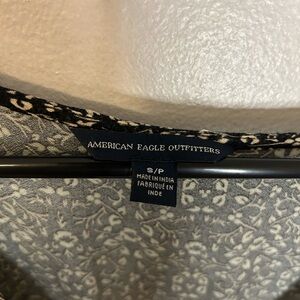 AMERICAN EAGLE OUTFITTERS
S/P
MADE IN INDIA
FABRIQUÉ EN
INDE